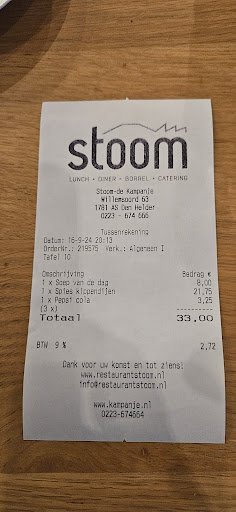 stoom
LUNCH • DINER • BORREL • CATERING
Stoom-de Kampanje
Willemsoord 63
1781 AS Den Helder
0223 - 674 666
Tussenrekening
Datum: 16-9-24 20:13
OrderNr.: 219575 Verk.: Algemeen I
Tafel 10
Omschrijving Bedrag €
1 x Soep van de dag 8,00
1 x Spies kippendijen 21,75
1 x Pepsi cola 3,25
(3 x) ----------
Totaal 33,00
BTW 9 % 2,72
Dank voor uw komst en tot ziens!
www.restaurantstoom.nl
info@restaurantstoom.nl
www.kampanje.nl
0223-674664